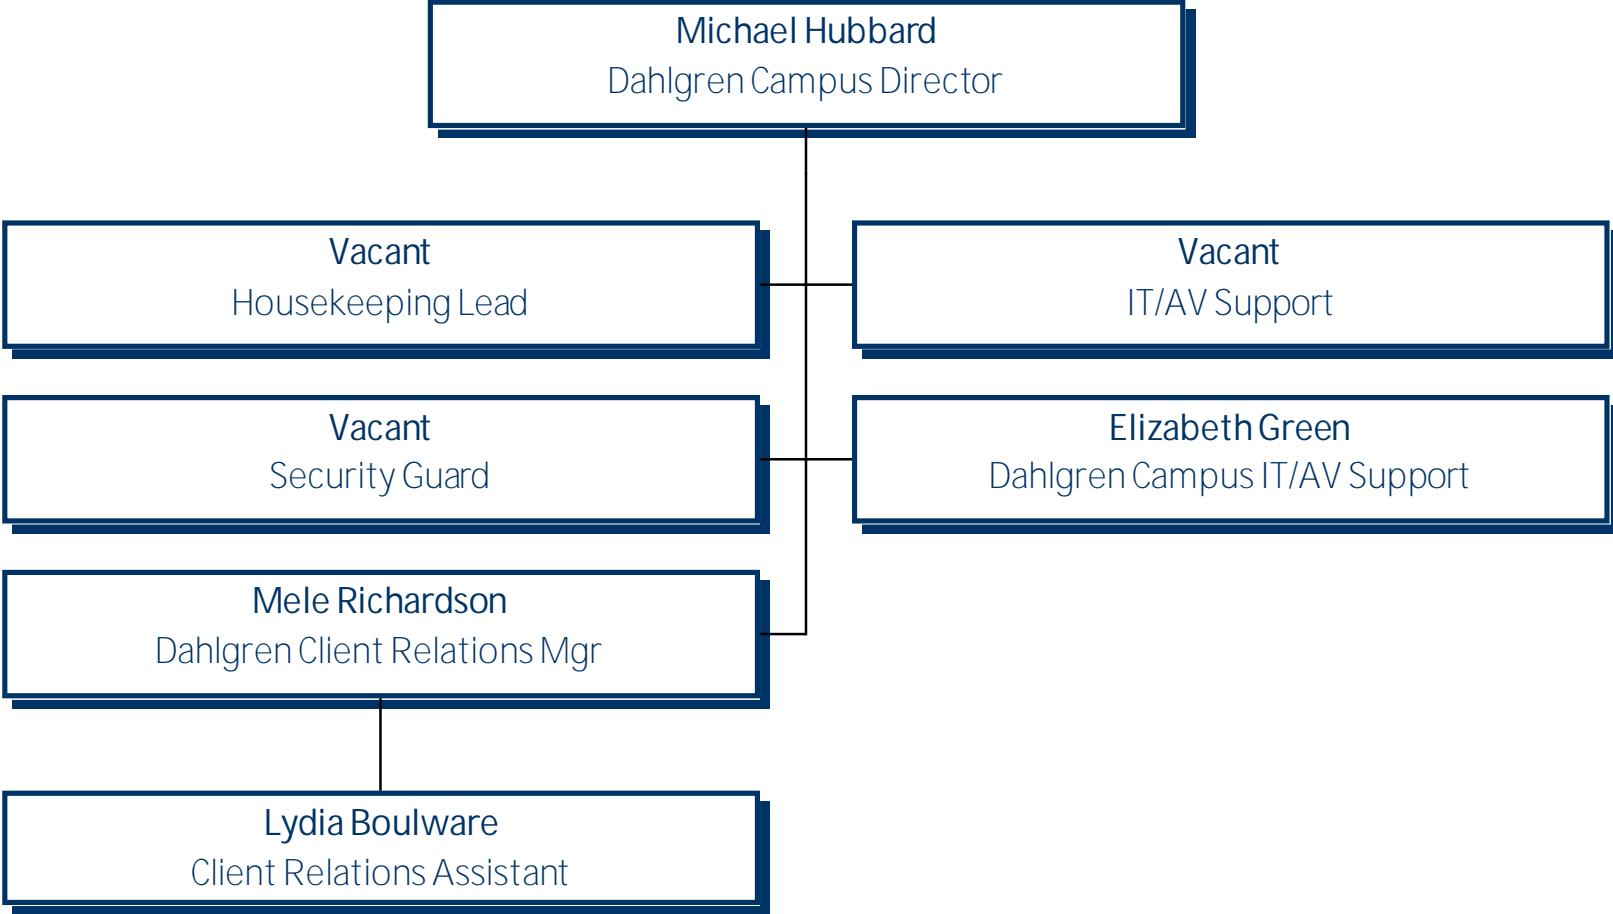 Michael Hubbard
Dahlgren Campus Director
Vacant
Housekeeping Lead
Vacant
IT/AV Support
Vacant
Security Guard
Elizabeth Green
Dahlgren Campus IT/AV Support
Mele Richardson
Dahlgren Client Relations Mgr
Lydia Boulware
Client Relations Assistant